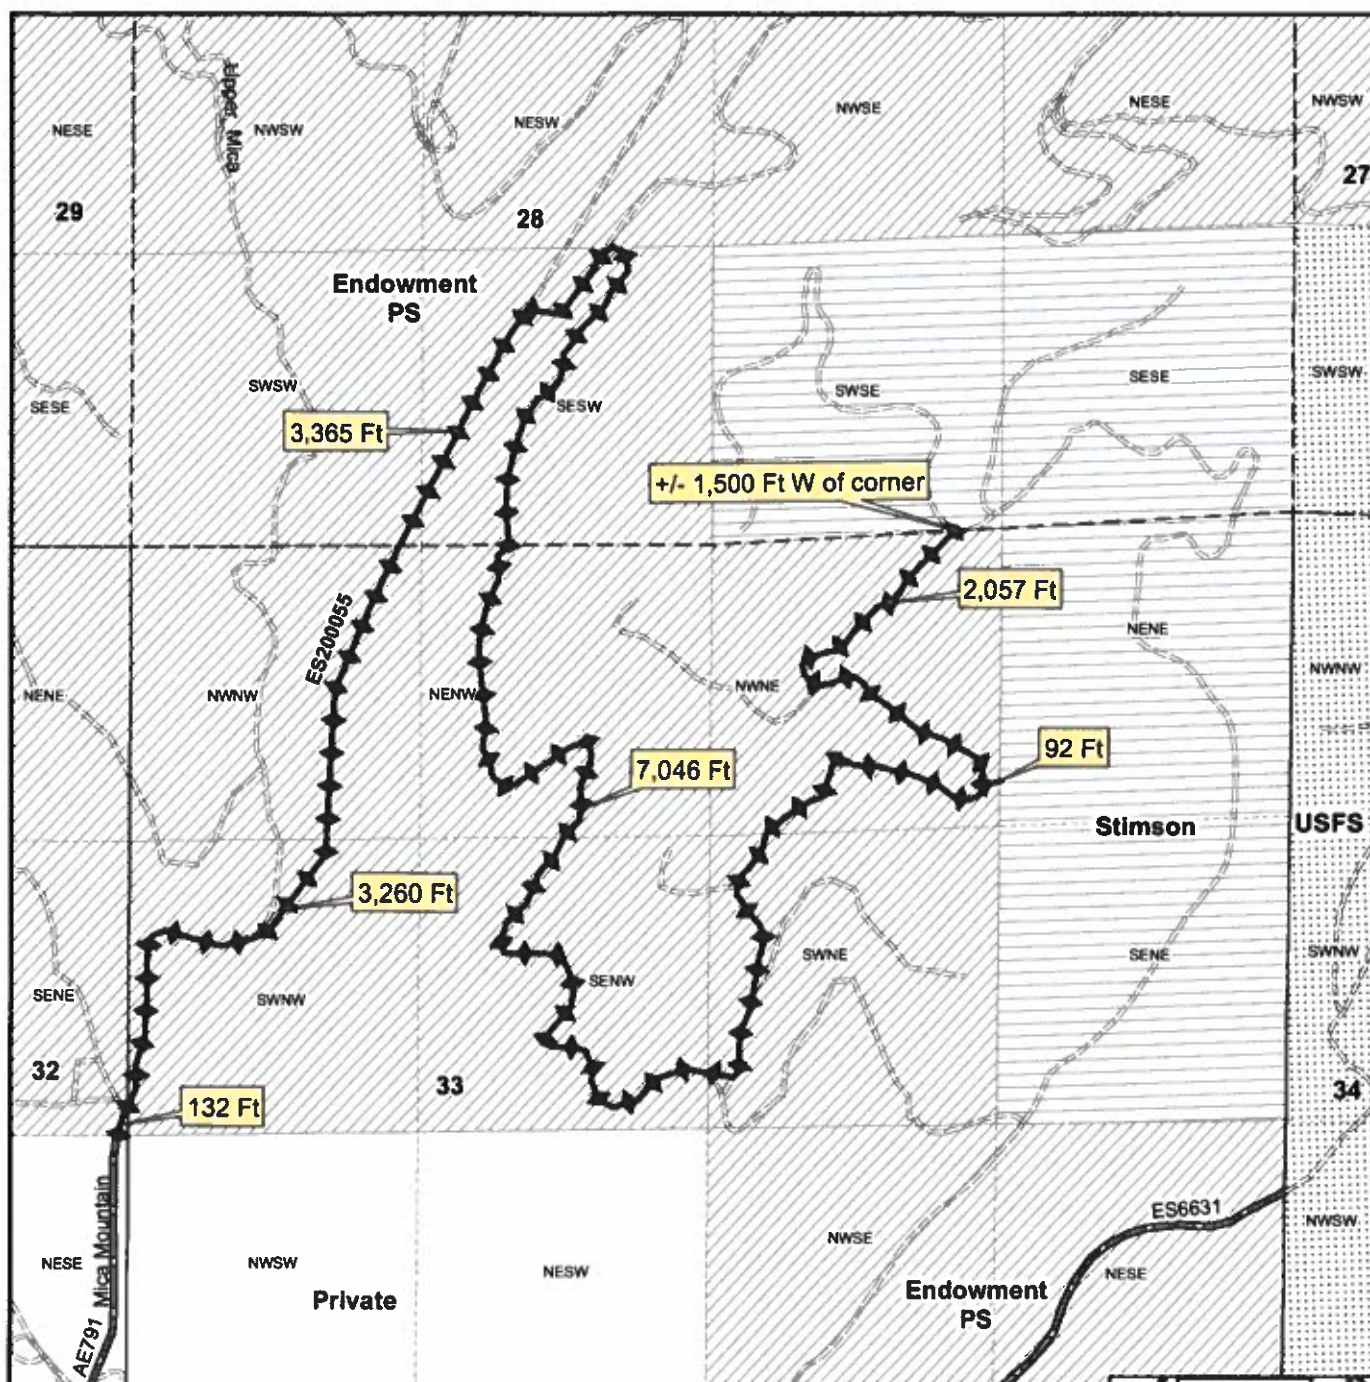 Upper Mica
NESE
NWSW
NESW
NWSE
NESE
NWSW
27
29
28
Endowment
PS
SWSW
SESE
SESW
SWSE
SESE
SWSW
3,365 Ft
+/- 1,500 Ft W of corner
2,057 Ft
ES200055
NENE
NWNW
NENW
NWNE
NENE
NWNW
92 Ft
7,046 Ft
Stimson
USFS
3,260 Ft
SENE
SWNW
SENW
SWNE
SENE
SWNW
32
33
34
132 Ft
Mica Mountain
AE791
NESE
NWSW
NESW
NWSE
NESE
NWSW
ES6631
Private
Endowment
PS